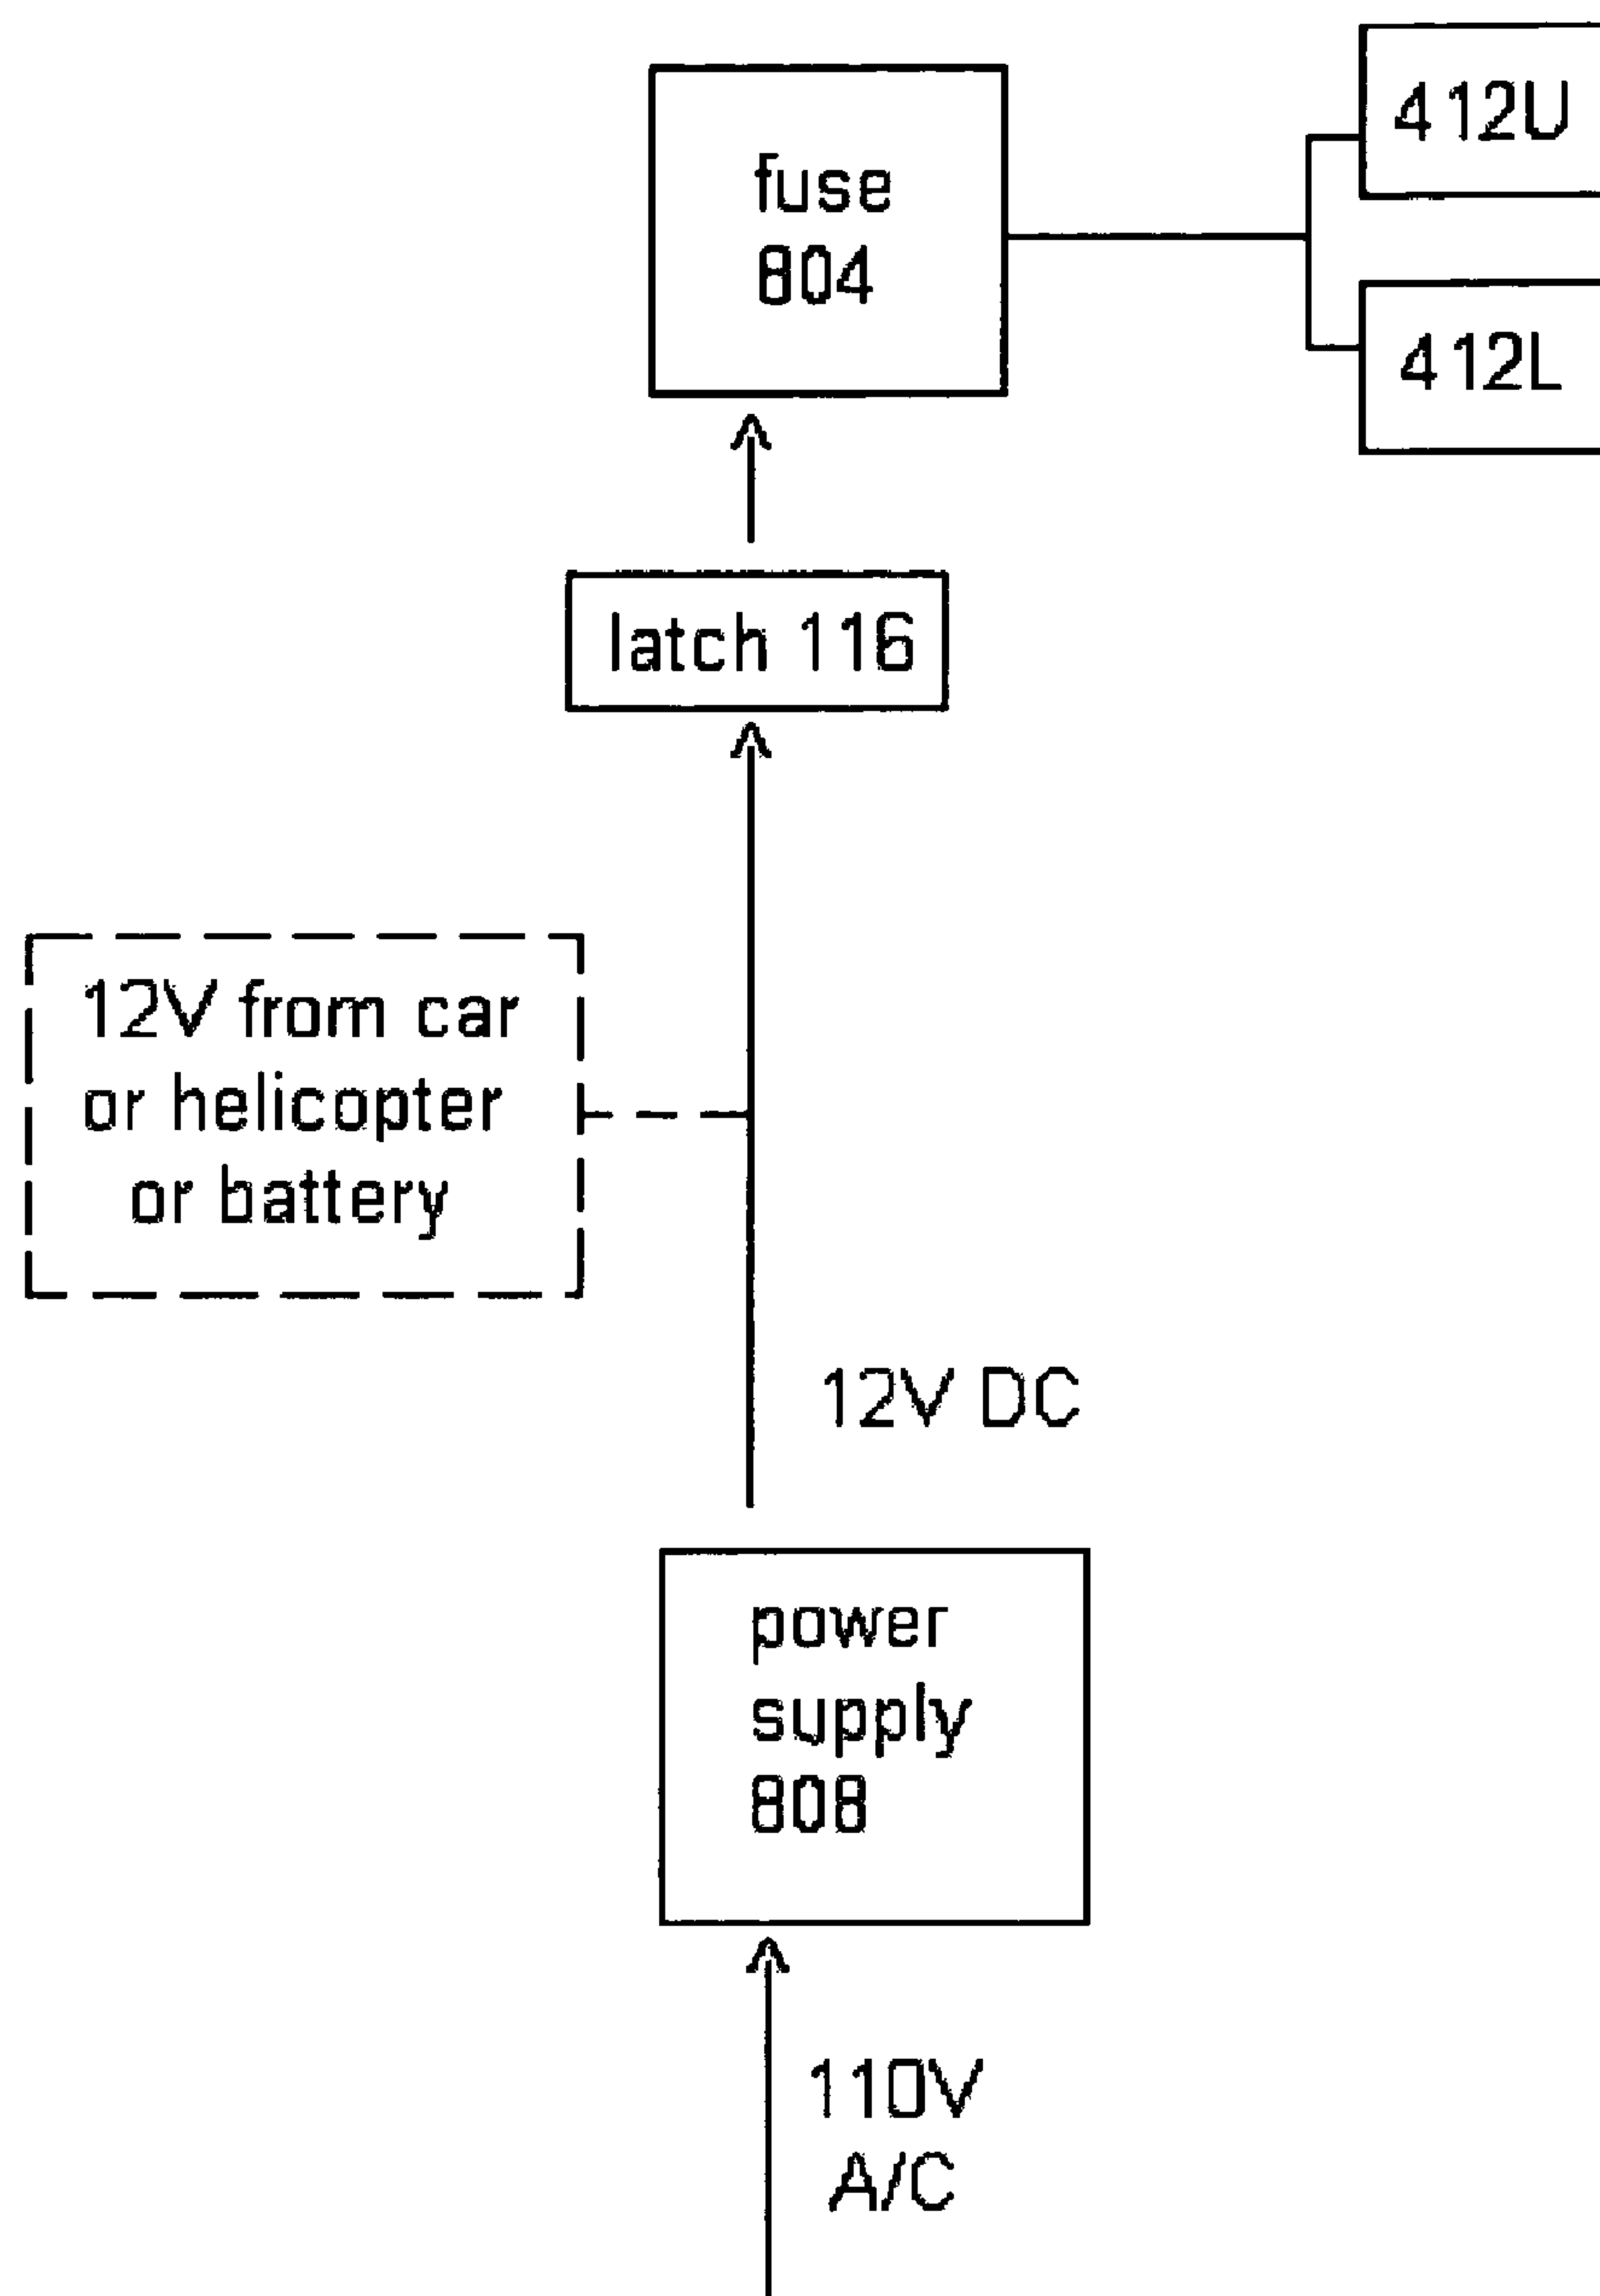 412U
fuse
804
412L
latch 116
12V from car
or helicopter
or battery
12V DC
power
supply
808
110V
A/C